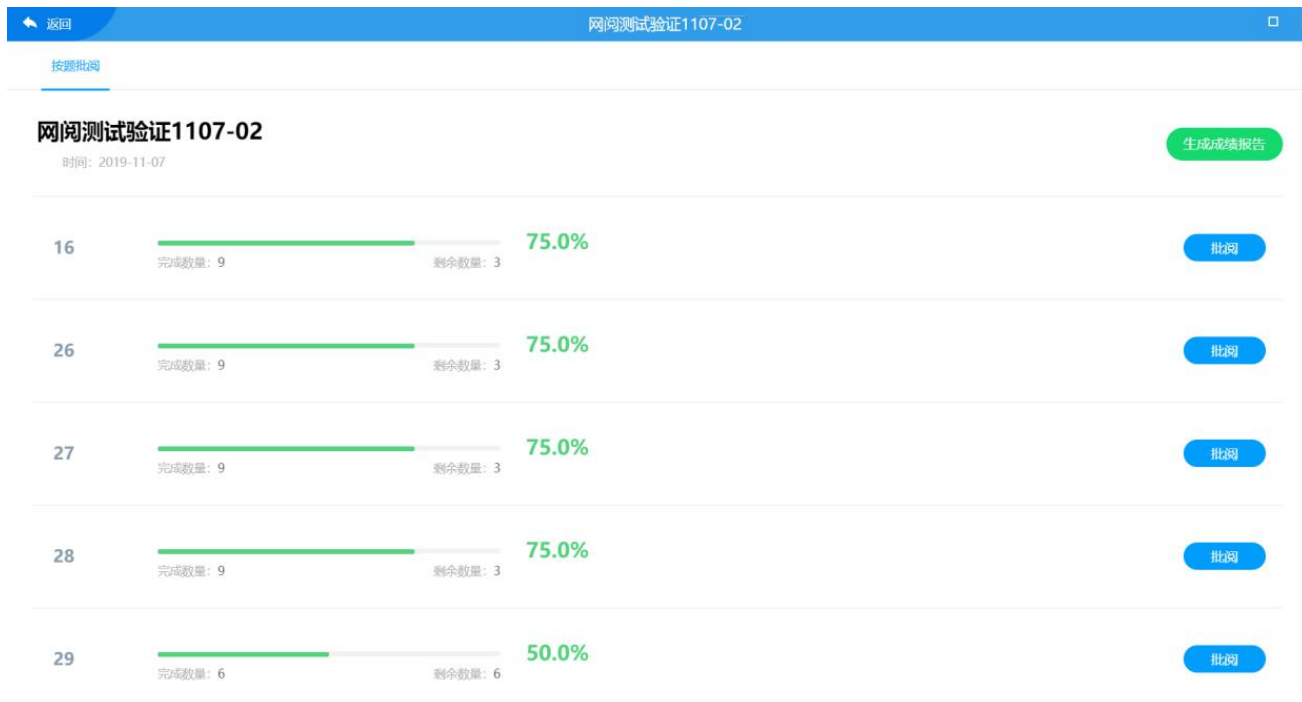 返回
网阅测试验证1107-02
按题批阅
网阅测试验证1107-02
生成成绩报告
时间：2019-11-07
16
75.0%
批阅
完成数量：9
剩余数量：3
26
75.0%
批阅
完成数量：9
剩余数量：3
27
75.0%
批阅
完成数量：9
剩余数量：3
28
75.0%
批阅
完成数量：9
剩余数量：3
29
50.0%
批阅
完成数量：6
剩余数量：6